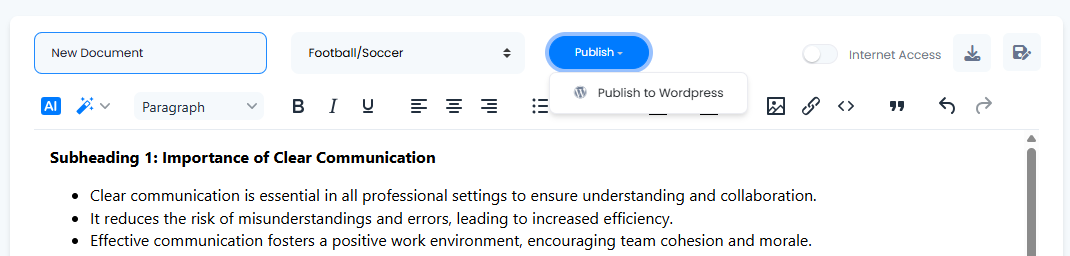 New Document
Football/Soccer
Publish
Internet Access
Publish to Wordpress
AI
Paragraph
B I U
Subheading 1: Importance of Clear Communication
Clear communication is essential in all professional settings to ensure understanding and collaboration.
It reduces the risk of misunderstandings and errors, leading to increased efficiency.
Effective communication fosters a positive work environment, encouraging team cohesion and morale.